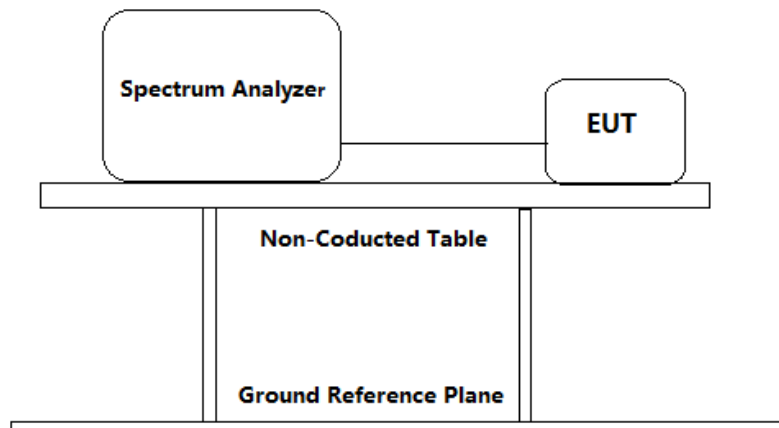 Spectrum Analyzer
EUT
Non-Coducted Table
Ground Reference Plane